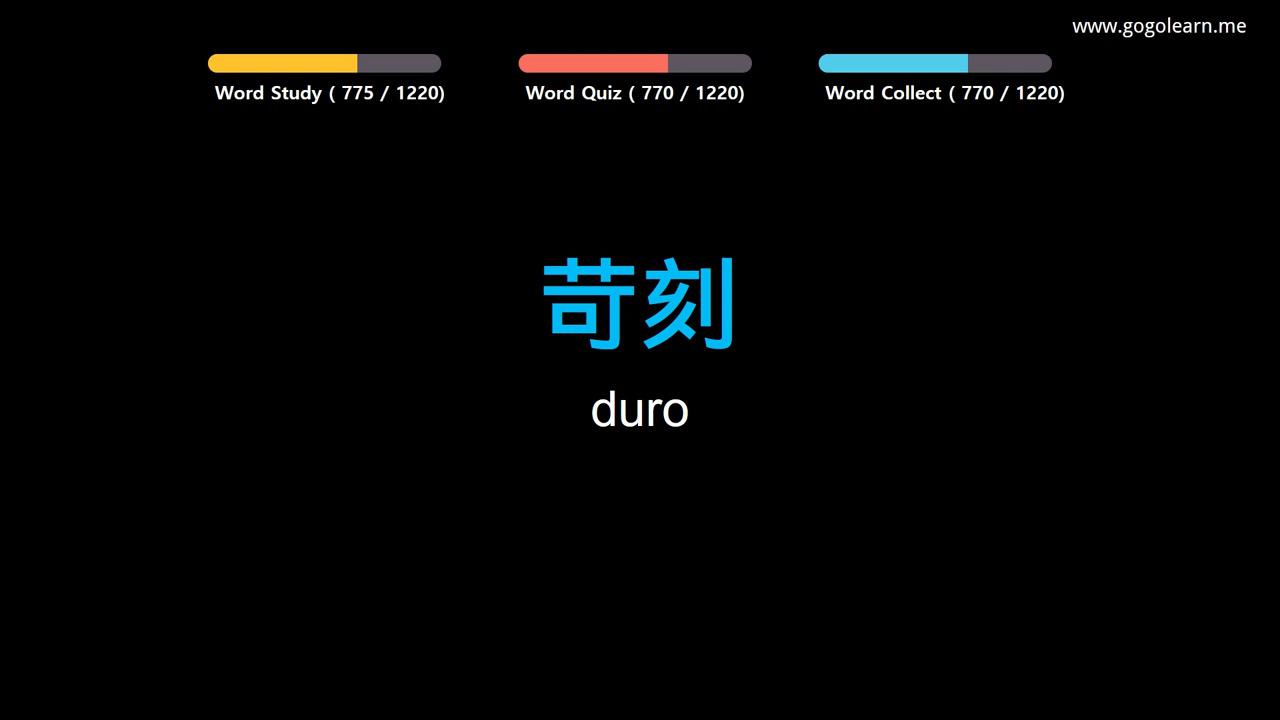 www.gogolearn.me
Word Study ( 775 / 1220)
Word Quiz ( 770 / 1220)
Word Collect ( 770 / 1220)
苛刻
duro